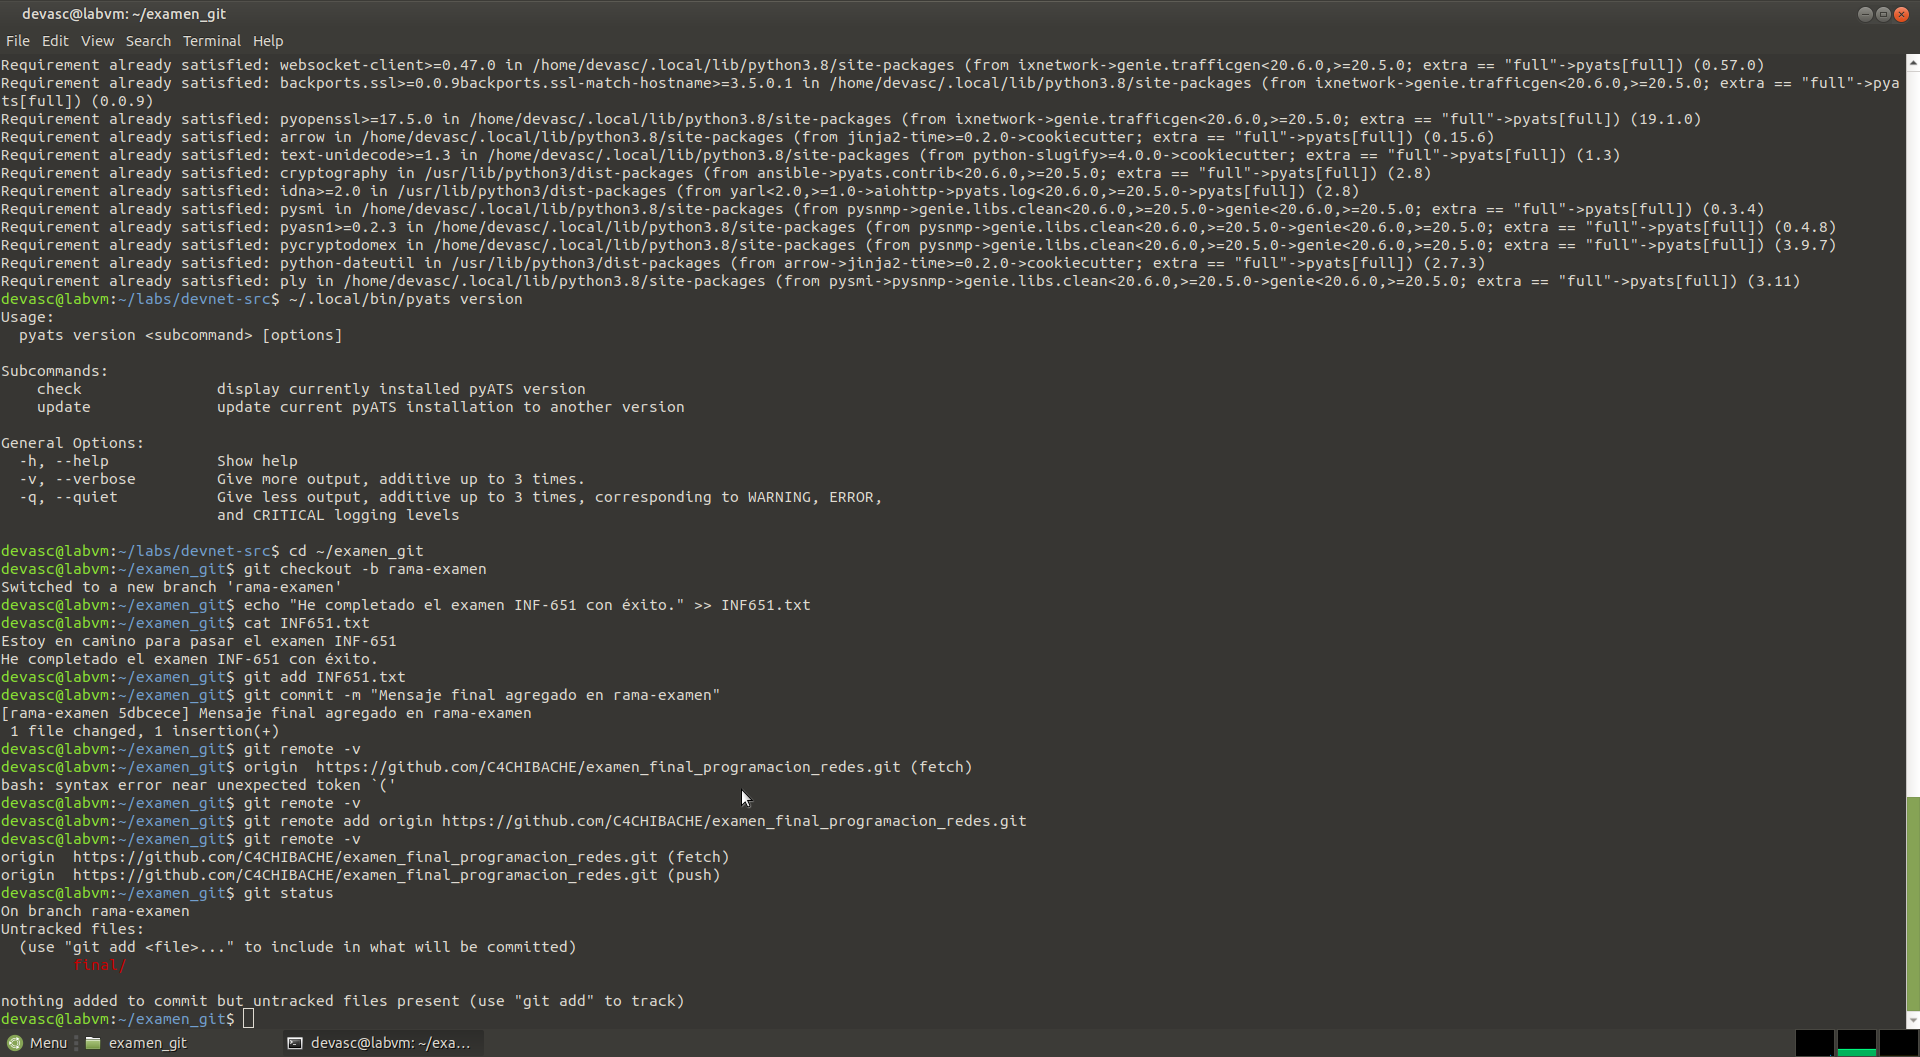 devasc@labvm: ~/examen_git
File Edit View Search Terminal Help
Requirement already satisfied: websocket-client>=0.47.0 in /home/devasc/.local/lib/python3.8/site-packages (from ixnetwork->genie.trafficgen<20.6.0,>=20.5.0; extra == "full"->pyats[full]) (0.57.0)
Requirement already satisfied: backports.ssl>=0.0.9backports.ssl-match-hostname>=3.5.0.1 in /home/devasc/.local/lib/python3.8/site-packages (from ixnetwork->genie.trafficgen<20.6.0,>=20.5.0; extra == "full"->pya
ts[full]) (0.0.9)
Requirement already satisfied: pyopenssl>=17.5.0 in /home/devasc/.local/lib/python3.8/site-packages (from ixnetwork->genie.trafficgen<20.6.0,>=20.5.0; extra == "full"->pyats[full]) (19.1.0)
Requirement already satisfied: arrow in /home/devasc/.local/lib/python3.8/site-packages (from jinja2-time>=0.2.0->cookiecutter; extra == "full"->pyats[full]) (0.15.6)
Requirement already satisfied: text-unidecode>=1.3 in /home/devasc/.local/lib/python3.8/site-packages (from python-slugify>=4.0.0->cookiecutter; extra == "full"->pyats[full]) (1.3)
Requirement already satisfied: cryptography in /usr/lib/python3/dist-packages (from ansible->pyats.contrib<20.6.0,>=20.5.0; extra == "full"->pyats[full]) (2.8)
Requirement already satisfied: idna>=2.0 in /usr/lib/python3/dist-packages (from yarl<2.0,>=1.0->aiohttp->pyats.log<20.6.0,>=20.5.0->pyats[full]) (2.8)
Requirement already satisfied: pysmi in /home/devasc/.local/lib/python3.8/site-packages (from pysnmp->genie.libs.clean<20.6.0,>=20.5.0->genie<20.6.0,>=20.5.0; extra == "full"->pyats[full]) (0.3.4)
Requirement already satisfied: pyasn1>=0.2.3 in /home/devasc/.local/lib/python3.8/site-packages (from pysnmp->genie.libs.clean<20.6.0,>=20.5.0->genie<20.6.0,>=20.5.0; extra == "full"->pyats[full]) (0.4.8)
Requirement already satisfied: pycryptodomex in /home/devasc/.local/lib/python3.8/site-packages (from pysnmp->genie.libs.clean<20.6.0,>=20.5.0->genie<20.6.0,>=20.5.0; extra == "full"->pyats[full]) (3.9.7)
Requirement already satisfied: python-dateutil in /usr/lib/python3/dist-packages (from arrow->jinja2-time>=0.2.0->cookiecutter; extra == "full"->pyats[full]) (2.7.3)
Requirement already satisfied: ply in /home/devasc/.local/lib/python3.8/site-packages (from pysmi->pysnmp->genie.libs.clean<20.6.0,>=20.5.0->genie<20.6.0,>=20.5.0; extra == "full"->pyats[full]) (3.11)
devasc@labvm:~/labs/devnet-src$ ~/.local/bin/pyats version
Usage:
  pyats version <subcommand> [options]
Subcommands:
    check               display currently installed pyATS version
    update              update current pyATS installation to another version
General Options:
  -h, --help            Show help
  -v, --verbose         Give more output, additive up to 3 times.
  -q, --quiet           Give less output, additive up to 3 times, corresponding to WARNING, ERROR,
                        and CRITICAL logging levels
devasc@labvm:~/labs/devnet-src$ cd ~/examen_git
devasc@labvm:~/examen_git$ git checkout -b rama-examen
Switched to a new branch 'rama-examen'
devasc@labvm:~/examen_git$ echo "He completado el examen INF-651 con éxito." >> INF651.txt
devasc@labvm:~/examen_git$ cat INF651.txt
Estoy en camino para pasar el examen INF-651
He completado el examen INF-651 con éxito.
devasc@labvm:~/examen_git$ git add INF651.txt
devasc@labvm:~/examen_git$ git commit -m "Mensaje final agregado en rama-examen"
[rama-examen 5dbcece] Mensaje final agregado en rama-examen
 1 file changed, 1 insertion(+)
devasc@labvm:~/examen_git$ git remote -v
devasc@labvm:~/examen_git$ origin  https://github.com/C4CHIBACHE/examen_final_programacion_redes.git (fetch)
bash: syntax error near unexpected token `('
devasc@labvm:~/examen_git$ git remote -v
devasc@labvm:~/examen_git$ git remote add origin https://github.com/C4CHIBACHE/examen_final_programacion_redes.git
devasc@labvm:~/examen_git$ git remote -v
origin  https://github.com/C4CHIBACHE/examen_final_programacion_redes.git (fetch)
origin  https://github.com/C4CHIBACHE/examen_final_programacion_redes.git (push)
devasc@labvm:~/examen_git$ git status
On branch rama-examen
Untracked files:
  (use "git add <file>..." to include in what will be committed)
        final/
nothing added to commit but untracked files present (use "git add" to track)
devasc@labvm:~/examen_git$
Menu examen_git devasc@labvm: ~/exa...